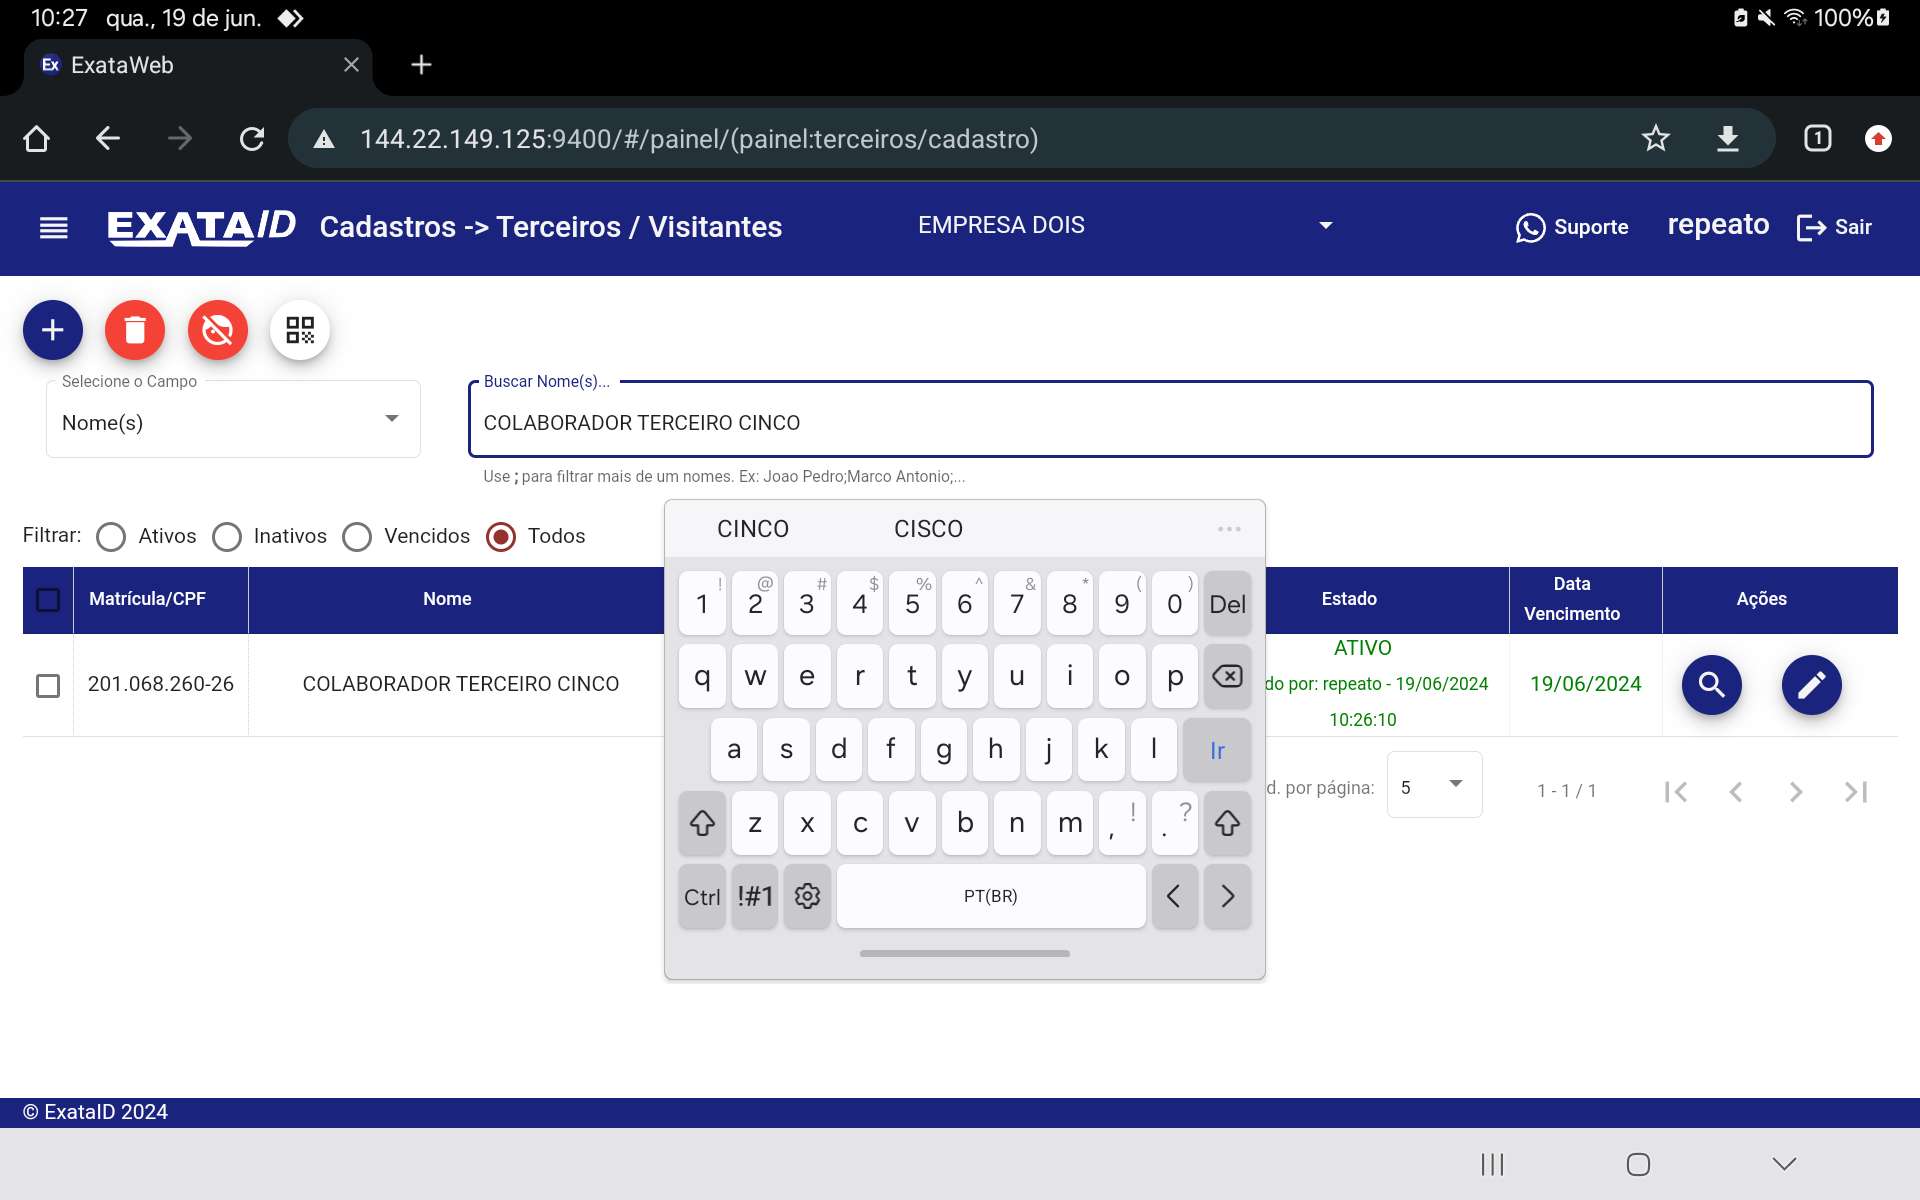 10:27 qua., 19 de jun. 100%
Ex ExataWeb
144.22.149.125:9400/#/painel/(painel:terceiros/cadastro) 1
EXATAID Cadastros -> Terceiros / Visitantes EMPRESA DOIS Suporte repeato Sair
Selecione o Campo
Nome(s)
Buscar Nome(s)...
COLABORADOR TERCEIRO CINCO
Use ; para filtrar mais de um nomes. Ex: Joao Pedro;Marco Antonio;...
Filtrar: Ativos Inativos Vencidos Todos
Matrícula/CPF Nome Estado Data Vencimento Ações
201.068.260-26 COLABORADOR TERCEIRO CINCO
ATIVO
do por: repeato - 19/06/2024
10:26:10
19/06/2024
d. por página: 5 1 - 1 / 1
CINCO CISCO ...
! @ # $ % ^ & * ( )
1 2 3 4 5 6 7 8 9 0 Del
q w e r t y u i o p
a s d f g h j k l Ir
z x c v b n m , ! . ?
Ctrl !#1 PT(BR) < >
© ExataID 2024